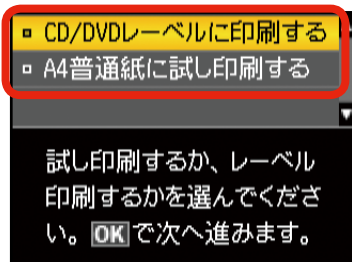 CD/DVDレーベルに印刷する
A4普通紙に試し印刷する
試し印刷するか、レーベル
印刷するかを選んでくださ
い。OKで次へ進みます。